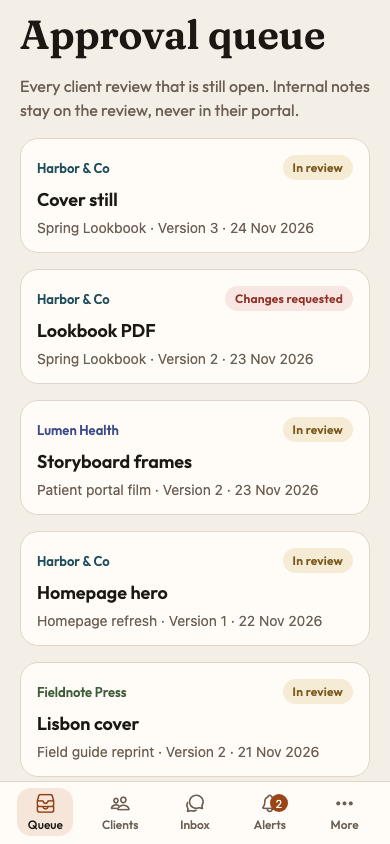 Approval queue
Every client review that is still open. Internal notes
stay on the review, never in their portal.
Harbor & Co
In review
Cover still
Spring Lookbook · Version 3 · 24 Nov 2026
Harbor & Co
Changes requested
Lookbook PDF
Spring Lookbook · Version 2 · 23 Nov 2026
Lumen Health
In review
Storyboard frames
Patient portal film · Version 2 · 23 Nov 2026
Harbor & Co
In review
Homepage hero
Homepage refresh · Version 1 · 22 Nov 2026
Fieldnote Press
In review
Lisbon cover
Field guide reprint · Version 2 · 21 Nov 2026
2
Queue
Clients
Inbox
Alerts
More